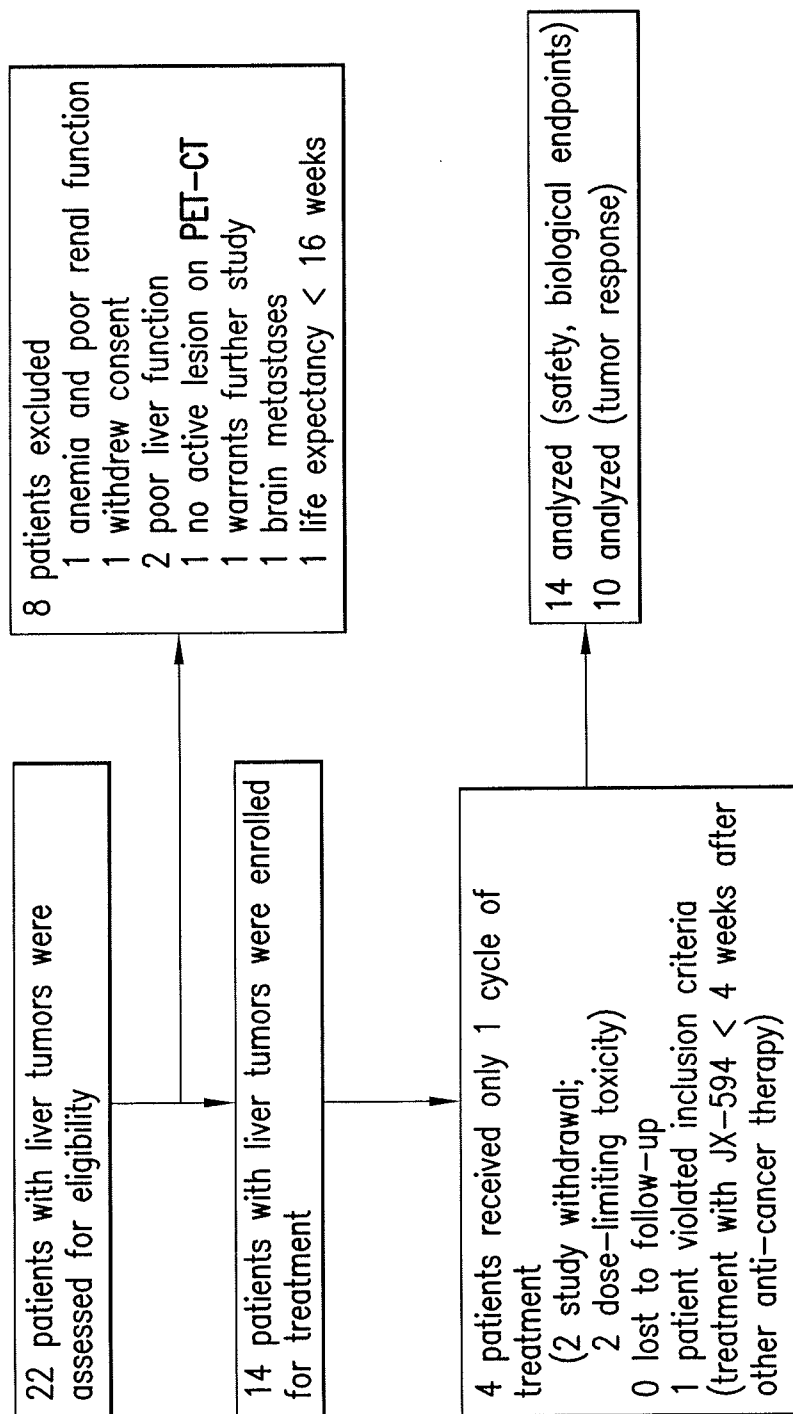 22 patients with liver tumors were
assessed for eligibility
8 patients excluded
1 anemia and poor renal function
1 withdrew consent
2 poor liver function
1 no active lesion on PET-CT
1 warrants further study
1 brain metastases
1 life expectancy < 16 weeks
14 patients with liver tumors were enrolled
for treatment
4 patients received only 1 cycle of
treatment
(2 study withdrawal;
2 dose-limiting toxicity)
0 lost to follow-up
1 patient violated inclusion criteria
(treatment with JX-594 < 4 weeks after
other anti-cancer therapy)
14 analyzed (safety, biological endpoints)
10 analyzed (tumor response)